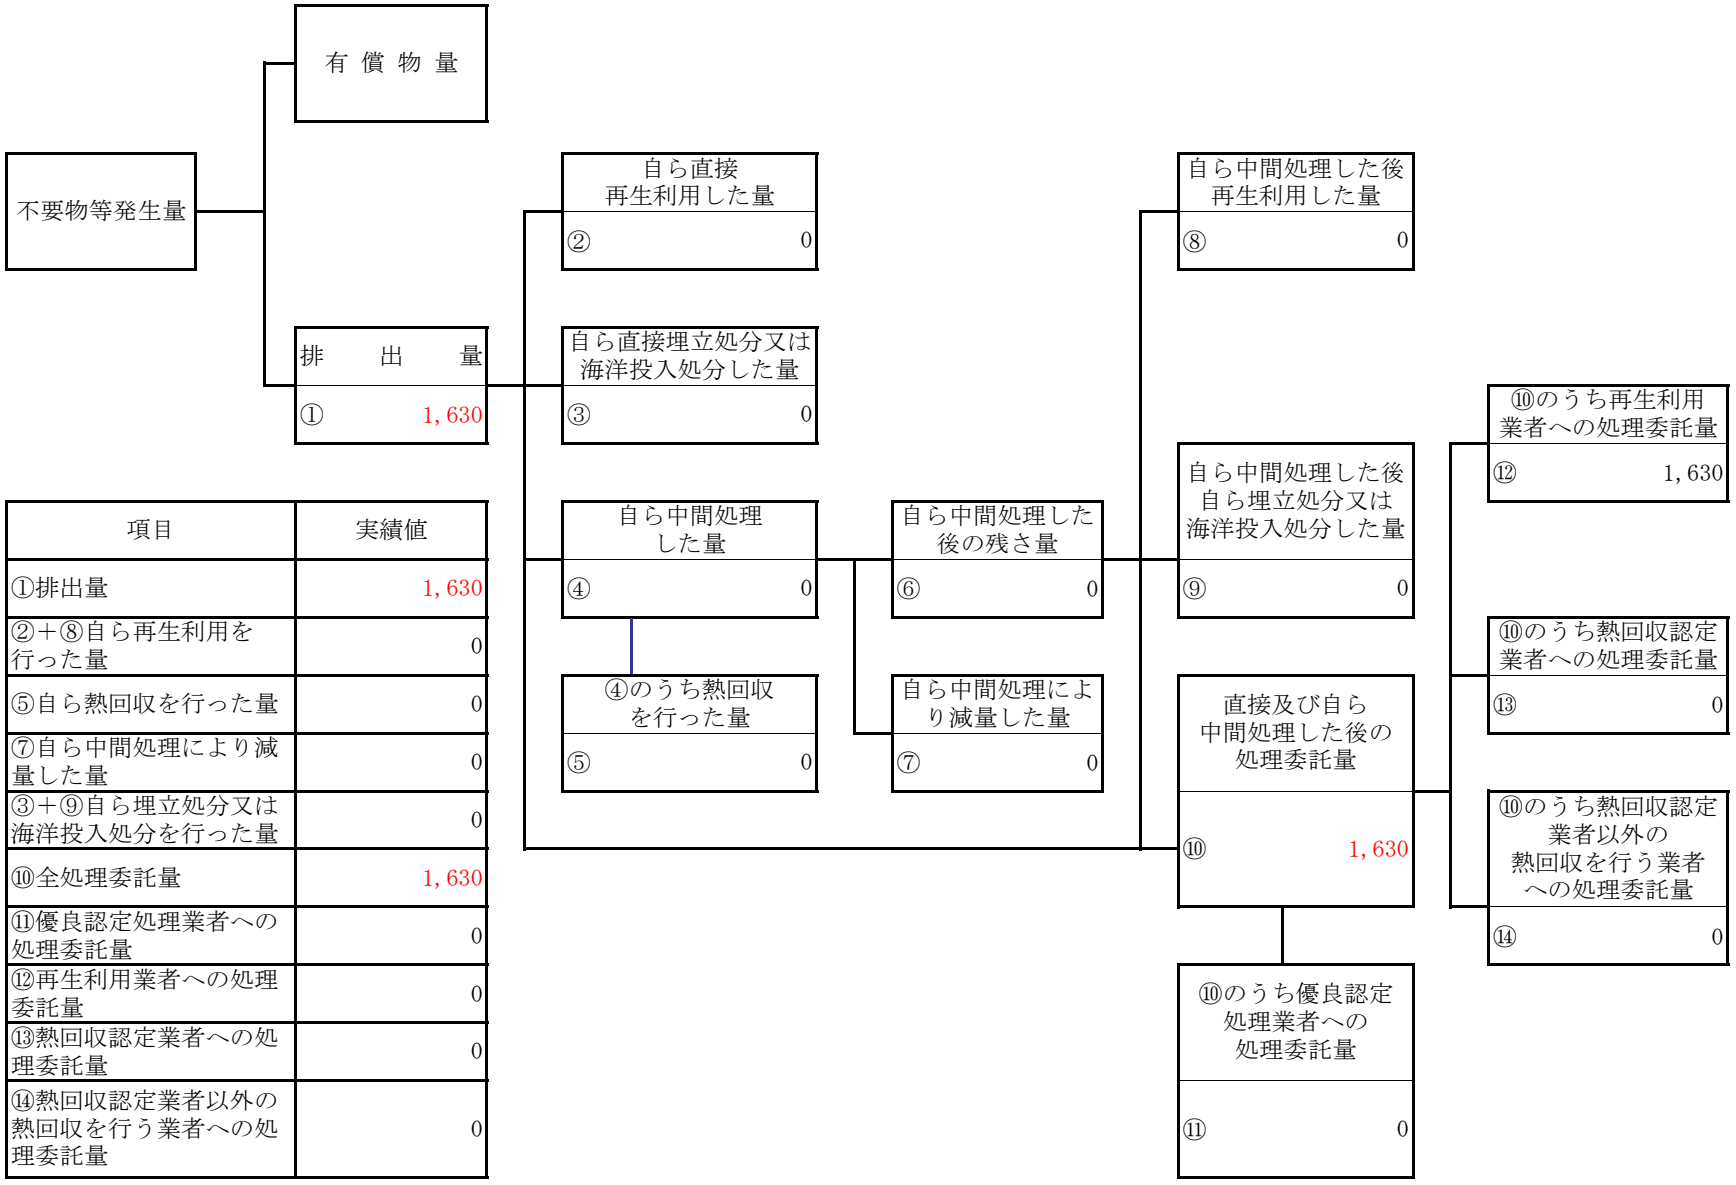 有償物量
不要物等発生量
排出量
① 1,630
自ら直接
再生利用した量
② 0
自ら直接埋立処分又は
海洋投入処分した量
③ 0
自ら中間処理
した量
④ 0
④のうち熱回収
を行った量
⑤ 0
自ら中間処理した
後の残さ量
⑥ 0
自ら中間処理によ
り減量した量
⑦ 0
自ら中間処理した後
再生利用した量
⑧ 0
自ら中間処理した後
自ら埋立処分又は
海洋投入処分した量
⑨ 0
直接及び自ら
中間処理した後の
処理委託量
⑩ 1,630
⑩のうち優良認定
処理業者への
処理委託量
⑪ 0
⑩のうち再生利用
業者への処理委託量
⑫ 1,630
⑩のうち熱回収認定
業者への処理委託量
⑬ 0
⑩のうち熱回収認定
業者以外の
熱回収を行う業者
への処理委託量
⑭ 0
項目 実績値
①排出量 1,630
②＋⑧自ら再生利用を
行った量 0
⑤自ら熱回収を行った量 0
⑦自ら中間処理により減
量した量 0
③＋⑨自ら埋立処分又は
海洋投入処分を行った量 0
⑩全処理委託量 1,630
⑪優良認定処理業者への
処理委託量 0
⑫再生利用業者への処理
委託量 0
⑬熱回収認定業者への処
理委託量 0
⑭熱回収認定業者以外の
熱回収を行う業者への処
理委託量 0